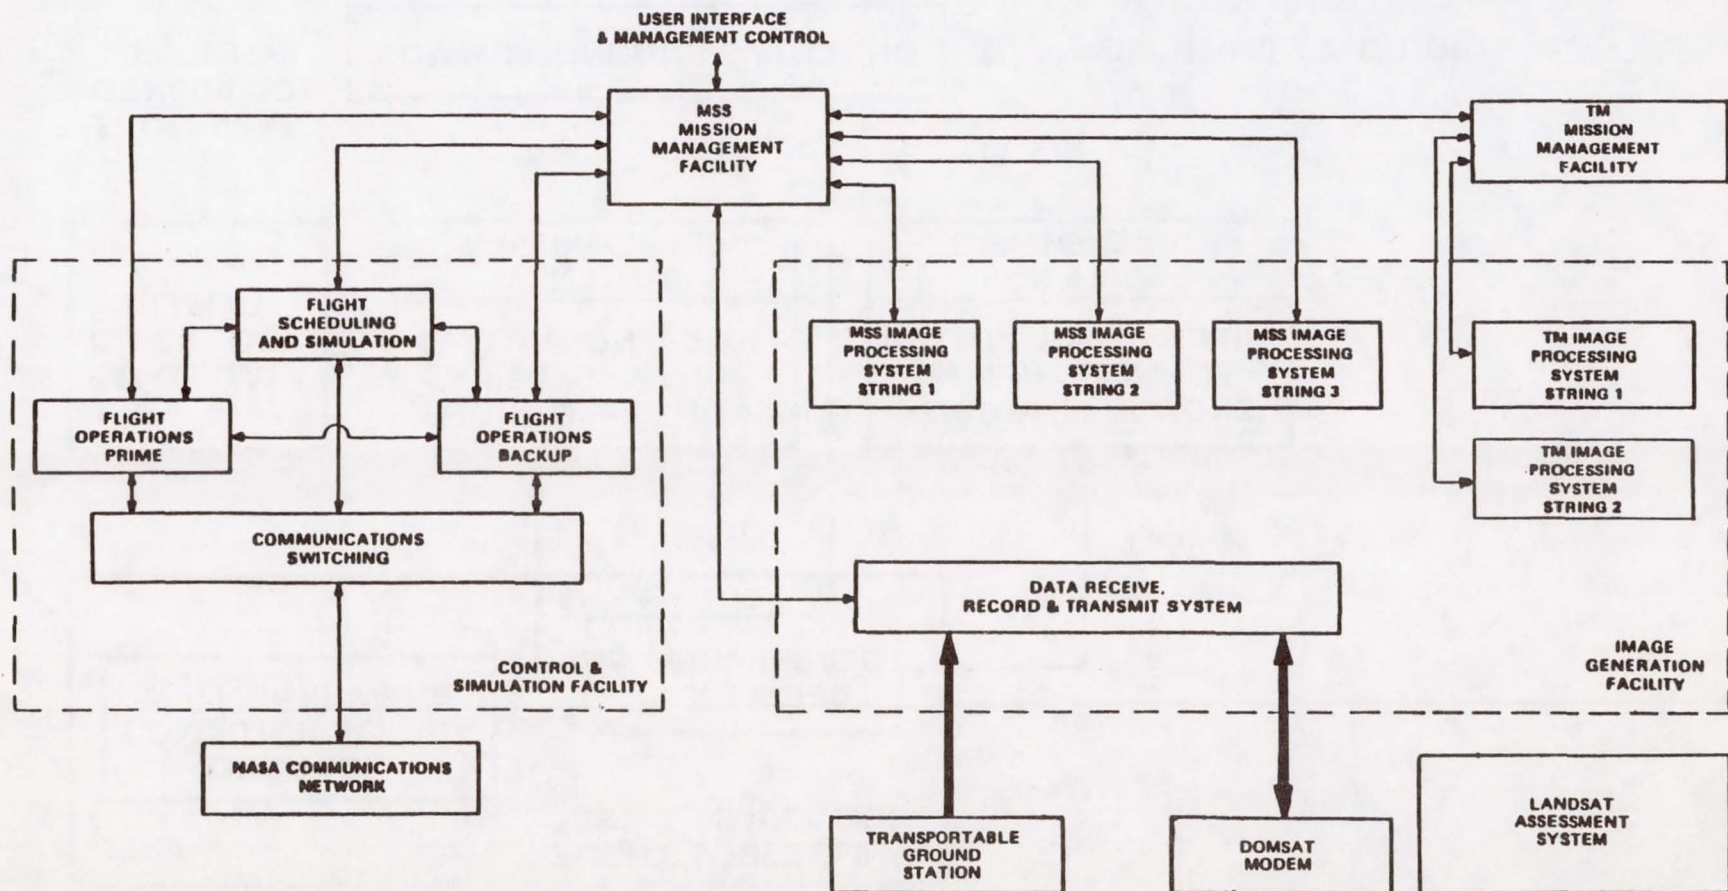 USER INTERFACE
& MANAGEMENT CONTROL
MSS
MISSION
MANAGEMENT
FACILITY
TM
MISSION
MANAGEMENT
FACILITY
FLIGHT
SCHEDULING
AND SIMULATION
FLIGHT
OPERATIONS
PRIME
FLIGHT
OPERATIONS
BACKUP
COMMUNICATIONS
SWITCHING
CONTROL &
SIMULATION FACILITY
NASA COMMUNICATIONS
NETWORK
MSS IMAGE
PROCESSING
SYSTEM
STRING 1
MSS IMAGE
PROCESSING
SYSTEM
STRING 2
MSS IMAGE
PROCESSING
SYSTEM
STRING 3
TM IMAGE
PROCESSING
SYSTEM
STRING 1
TM IMAGE
PROCESSING
SYSTEM
STRING 2
DATA RECEIVE,
RECORD & TRANSMIT SYSTEM
IMAGE
GENERATION
FACILITY
TRANSPORTABLE
GROUND
STATION
DOMSAT
MODEM
LANDSAT
ASSESSMENT
SYSTEM